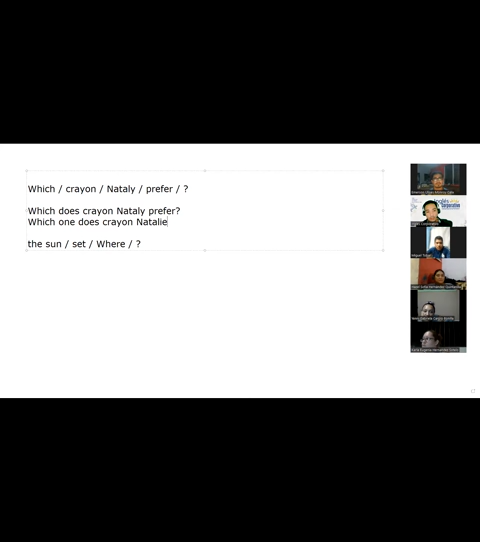 Which / crayon / Nataly / prefer / ?
Which does crayon Nataly prefer?
Which one does crayon Natalie
the sun / set / Where / ?